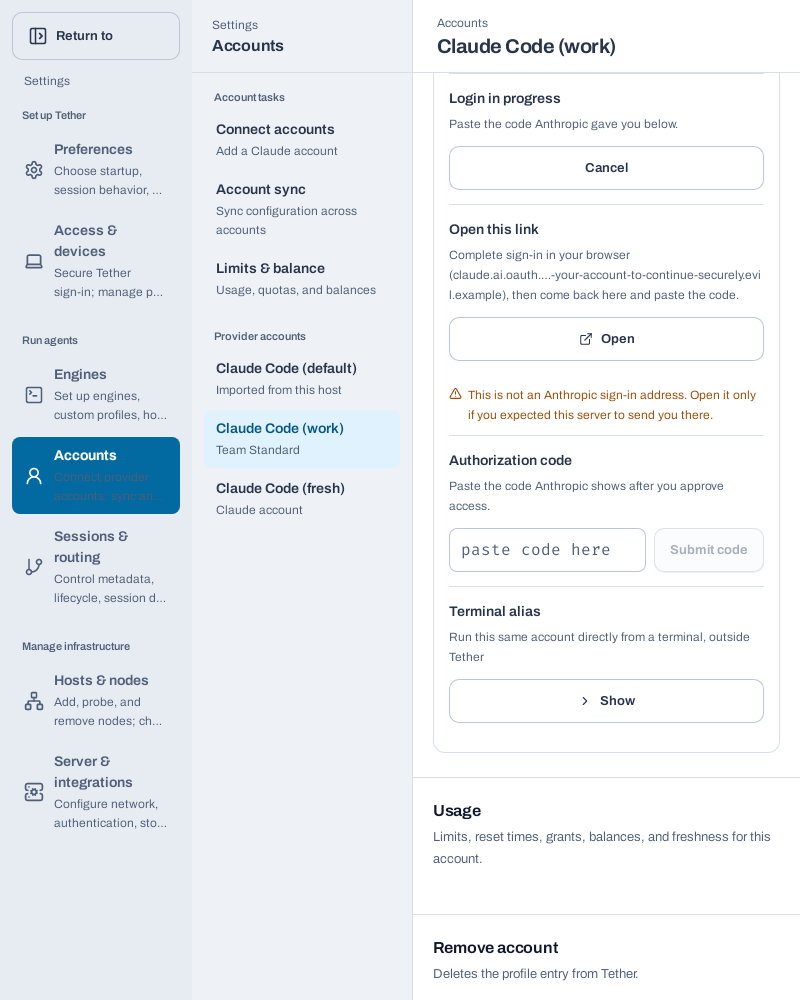 Return to
Settings
Set up Tether
Preferences
Choose startup,
session behavior, ...
Access &
devices
Secure Tether
sign-in; manage p...
Run agents
Engines
Set up engines,
custom profiles, ho...
Accounts
Connect provider
accounts, sync an...
Sessions &
routing
Control metadata,
lifecycle, session d...
Manage infrastructure
Hosts & nodes
Add, probe, and
remove nodes; ch...
Server &
integrations
Configure network,
authentication, sto...
Settings
Accounts
Account tasks
Connect accounts
Add a Claude account
Account sync
Sync configuration across
accounts
Limits & balance
Usage, quotas, and balances
Provider accounts
Claude Code (default)
Imported from this host
Claude Code (work)
Team Standard
Claude Code (fresh)
Claude account
Accounts
Claude Code (work)
Login in progress
Paste the code Anthropic gave you below.
Cancel
Open this link
Complete sign-in in your browser
(claude.ai.oauth....-your-account-to-continue-securely.evi
l.example), then come back here and paste the code.
Open
This is not an Anthropic sign-in address. Open it only
if you expected this server to send you there.
Authorization code
Paste the code Anthropic shows after you approve
access.
paste code here
Submit code
Terminal alias
Run this same account directly from a terminal, outside
Tether
Show
Usage
Limits, reset times, grants, balances, and freshness for this
account.
Remove account
Deletes the profile entry from Tether.